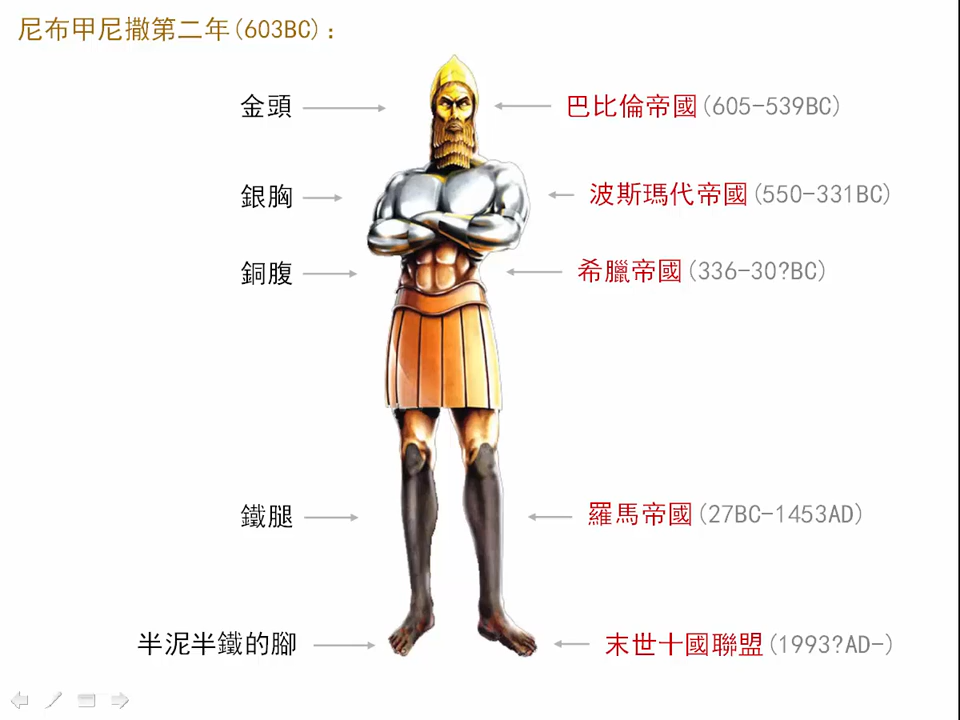 尼布甲尼撒第二年(603BC)：
金頭 巴比倫帝國(605-539BC)
銀胸 波斯瑪代帝國(550-331BC)
銅腹 希臘帝國(336-30?BC)
鐵腿 羅馬帝國(27BC-1453AD)
半泥半鐵的腳 末世十國聯盟(1993?AD-)